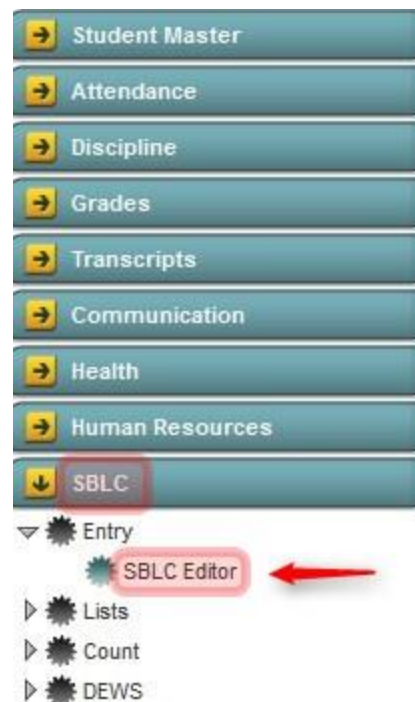 Student Master
Attendance
Discipline
Grades
Transcripts
Communication
Health
Human Resources
SBLC
Entry
SBLC Editor
Lists
Count
DEWS